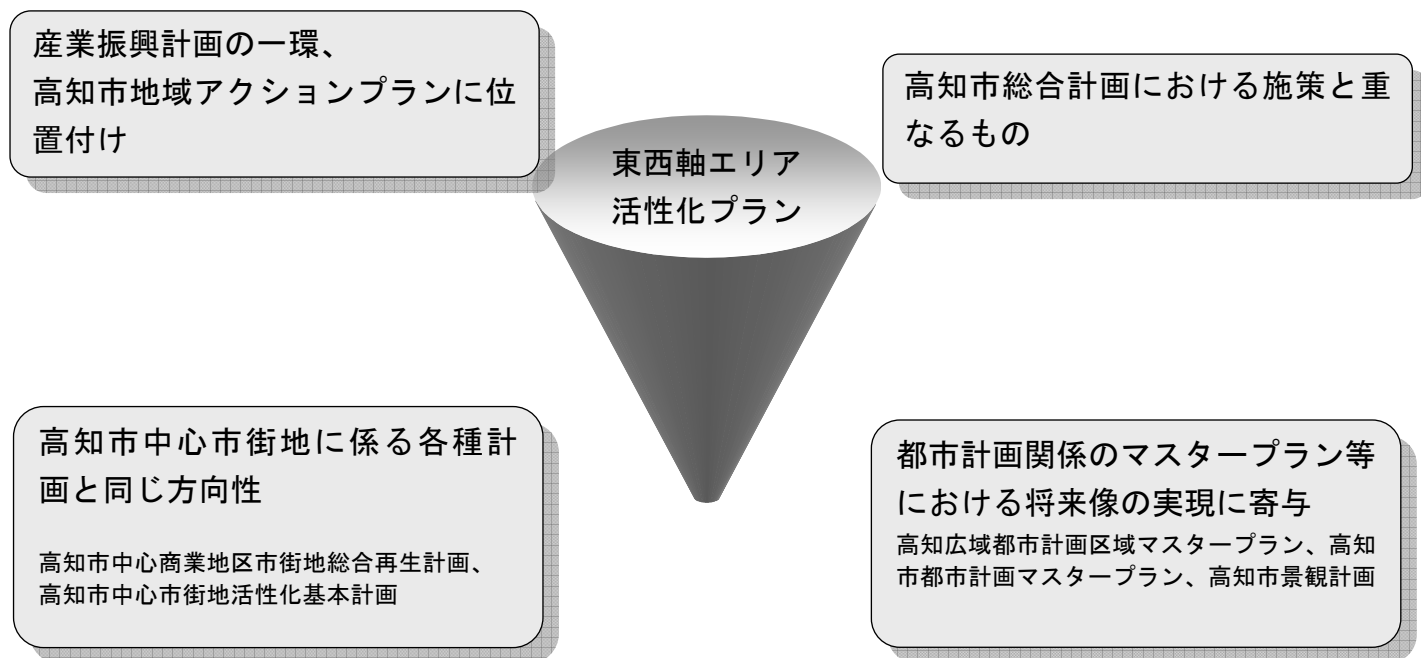 産業振興計画の一環、
高知市地域アクションプランに位
置付け
高知市総合計画における施策と重
なるもの
東西軸エリア
活性化プラン
高知市中心市街地に係る各種計
画と同じ方向性
高知市中心商業地区市街地総合再生計画、
高知市中心市街地活性化基本計画
都市計画関係のマスタープラン等
における将来像の実現に寄与
高知広域都市計画区域マスタープラン、高知
市都市計画マスタープラン、高知市景観計画